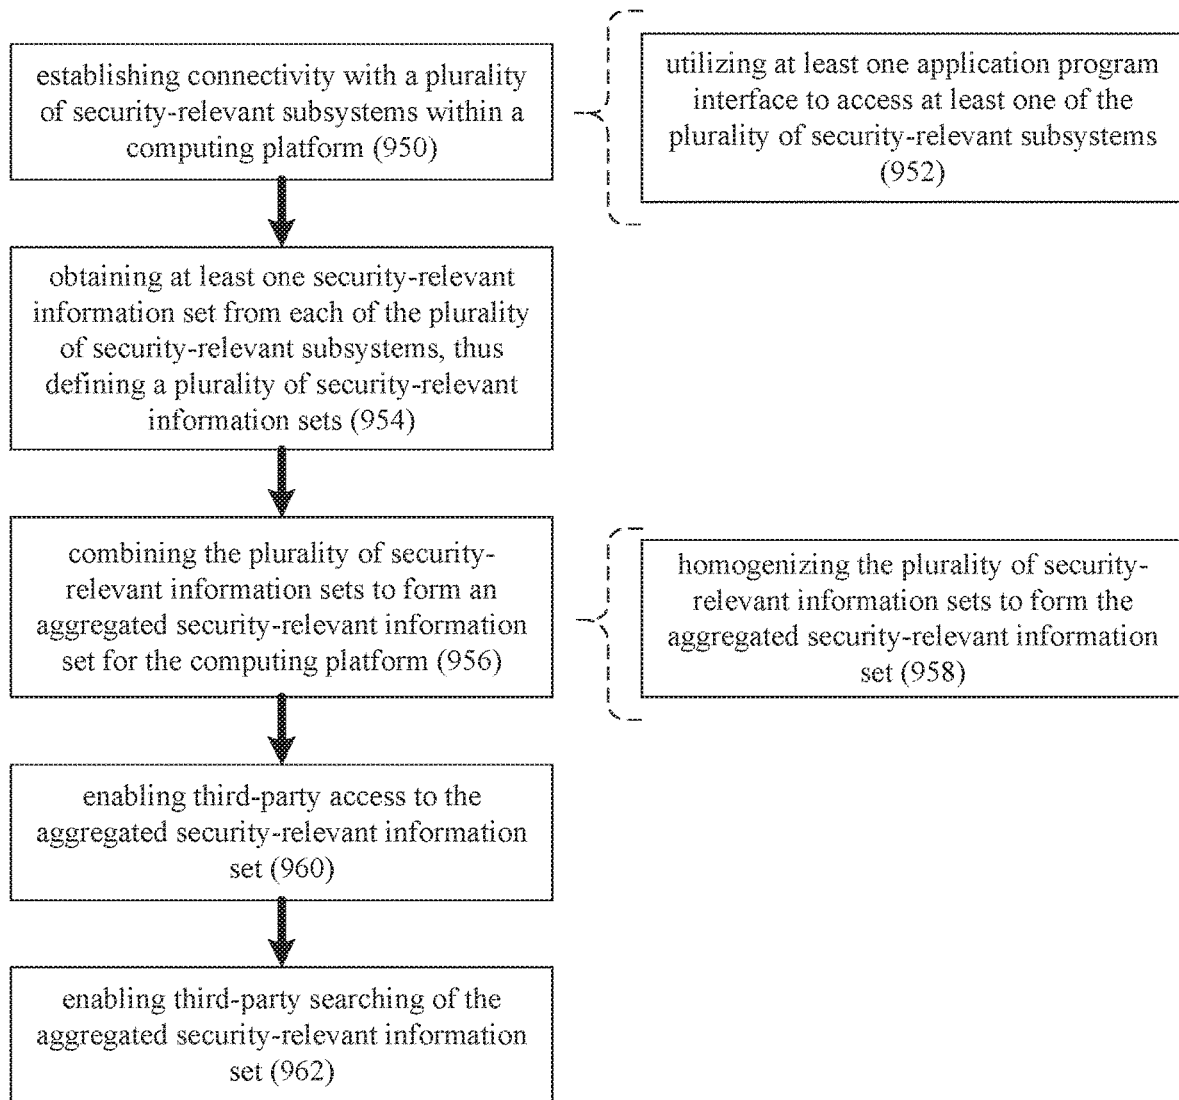 establishing connectivity with a plurality
of security-relevant subsystems within a
computing platform (950)
utilizing at least one application program
interface to access at least one of the
plurality of security-relevant subsystems
(952)
obtaining at least one security-relevant
information set from each of the plurality
of security-relevant subsystems, thus
defining a plurality of security-relevant
information sets (954)
combining the plurality of security-
relevant information sets to form an
aggregated security-relevant information
set for the computing platform (956)
homogenizing the plurality of security-
relevant information sets to form the
aggregated security-relevant information
set (958)
enabling third-party access to the
aggregated security-relevant information
set (960)
enabling third-party searching of the
aggregated security-relevant information
set (962)